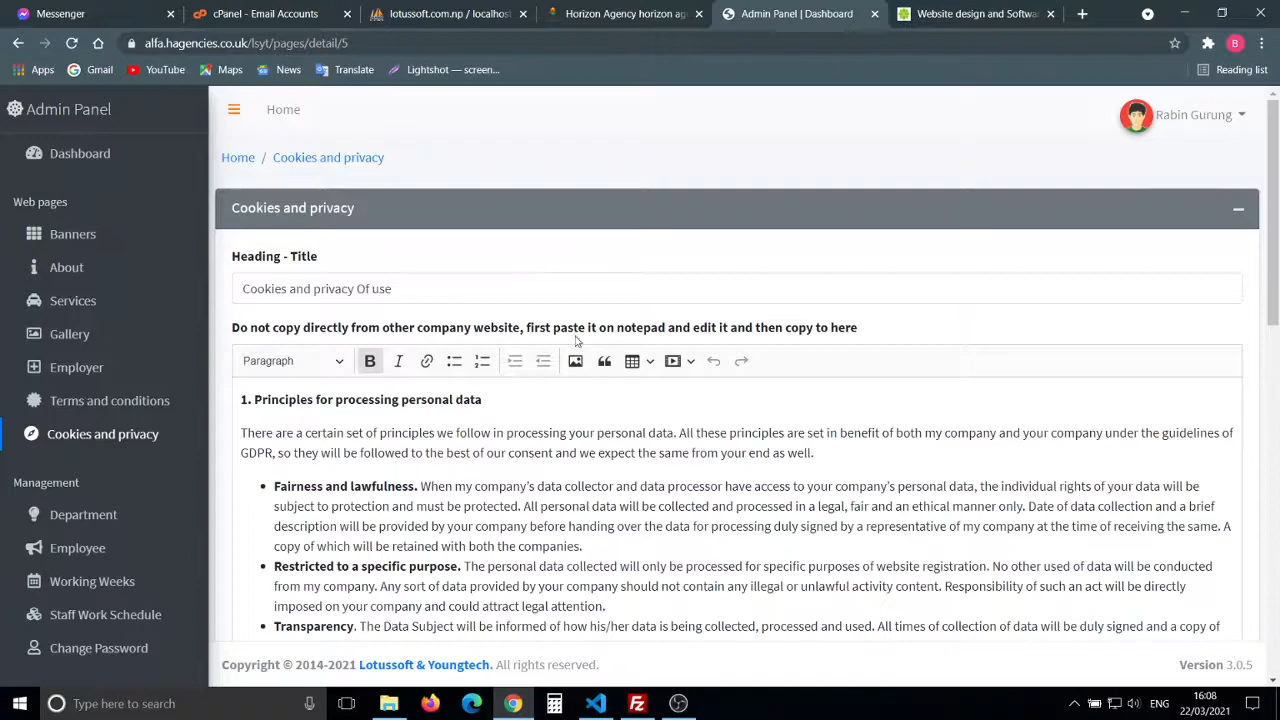 Messenger
cPanel - Email Accounts
lotussoft.com.np / localhost
Horizon Agency horizon ag
Admin Panel | Dashboard
Website design and Softwa
alfa.hagencies.co.uk/lsyt/pages/detail/5
B
Apps
Gmail
YouTube
Maps
News
Translate
Lightshot — screen...
Reading list
Admin Panel
Home
Rabin Gurung
Dashboard
Home / Cookies and privacy
Web pages
Cookies and privacy
Banners
Heading - Title
About
Cookies and privacy Of use
Services
Do not copy directly from other company website, first paste it on notepad and edit it and then copy to here
Gallery
Paragraph
B
I
Employer
Terms and conditions
1. Principles for processing personal data
Cookies and privacy
There are a certain set of principles we follow in processing your personal data. All these principles are set in benefit of both my company and your company under the guidelines of
GDPR, so they will be followed to the best of our consent and we expect the same from your end as well.
Management
Fairness and lawfulness. When my company's data collector and data processor have access to your company's personal data, the individual rights of your data will be
subject to protection and must be protected. All personal data will be collected and processed in a legal, fair and an ethical manner only. Date of data collection and a brief
Department
description will be provided by your company before handing over the data for processing duly signed by a representative of my company at the time of receiving the same. A
Employee
copy of which will be retained with both the companies.
Restricted to a specific purpose. The personal data collected will only be processed for specific purposes of website registration. No other used of data will be conducted
Working Weeks
from my company. Any sort of data provided by your company should not contain any illegal or unlawful activity content. Responsibility of such an act will be directly
imposed on your company and could attract legal attention.
Staff Work Schedule
Transparency. The Data Subject will be informed of how his/her data is being collected, processed and used. All times of collection of data will be duly signed and a copy of
Change Password
Copyright © 2014-2021 Lotussoft & Youngtech. All rights reserved.
Version 3.0.5
Type here to search
ENG
16:08
22/03/2021